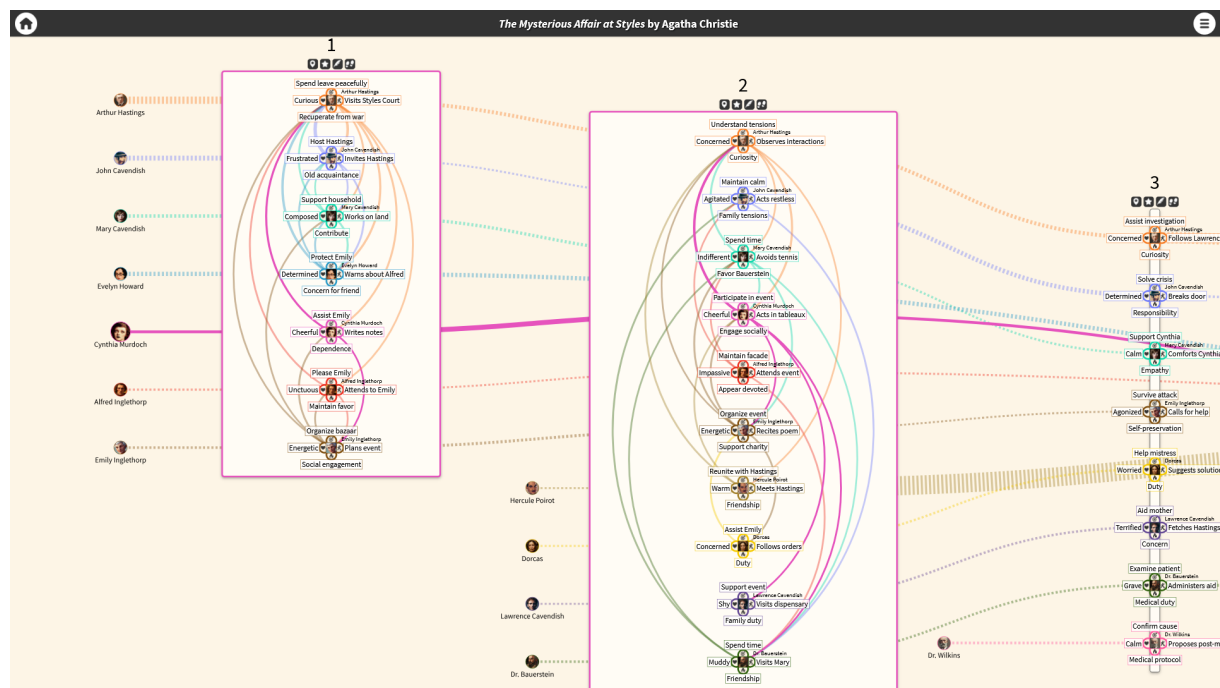 The Mysterious Affair at Styles by Agatha Christie
1
2
3
Arthur Hastings
John Cavendish
Mary Cavendish
Evelyn Howard
Cynthia Murdoch
Alfred Inglethorp
Emily Inglethorp
Spend leave peacefully
Arthur Hastings
Curious Visits Styles Court
Recuperate from war
Host Hastings
John Cavendish
Frustrated Invites Hastings
Old acquaintance
Support household
Mary Cavendish
Composed Works on land
Contribute
Protect Emily
Evelyn Howard
Determined Warns about Alfred
Concern for friend
Assist Emily
Cynthia Murdoch
Cheerful Writes notes
Dependence
Please Emily
Alfred Inglethorp
Unctuous Attends to Emily
Maintain favor
Organize bazaar
Emily Inglethorp
Energetic Plans event
Social engagement
Hercule Poirot
Dorcas
Lawrence Cavendish
Dr. Bauerstein
Understand tensions
Arthur Hastings
Concerned Observes interactions
Curiosity
Maintain calm
John Cavendish
Agitated Acts restless
Family tensions
Spend time
Mary Cavendish
Indifferent Avoids tennis
Favor Bauerstein
Participate in event
Cynthia Murdoch
Cheerful Acts in tableaux
Engage socially
Maintain facade
Alfred Inglethorp
Impassive Attends event
Appear devoted
Organize event
Emily Inglethorp
Energetic Recites poem
Support charity
Reunite with Hastings
Hercule Poirot
Warm Meets Hastings
Friendship
Assist Emily
Dorcas
Concerned Follows orders
Duty
Support event
Lawrence Cavendish
Shy Visits dispensary
Family duty
Spend time
Dr. Bauerstein
Muddy Visits Mary
Friendship
Dr. Wilkins
Assist investigation
Arthur Hastings
Concerned Follows Lawrenc
Curiosity
Solve crisis
John Cavendish
Determined Breaks door
Responsibility
Support Cynthia
Mary Cavendish
Calm Comforts Cynthia
Empathy
Survive attack
Emily Inglethorp
Agonized Calls for help
Self-preservation
Help mistress
Dorcas
Worried Suggests solutio
Duty
Aid mother
Lawrence Cavendish
Terrified Fetches Hastings
Concern
Examine patient
Dr. Bauerstein
Grave Administers aid
Medical duty
Confirm cause
Dr. Wilkins
Calm Proposes post-m
Medical protocol